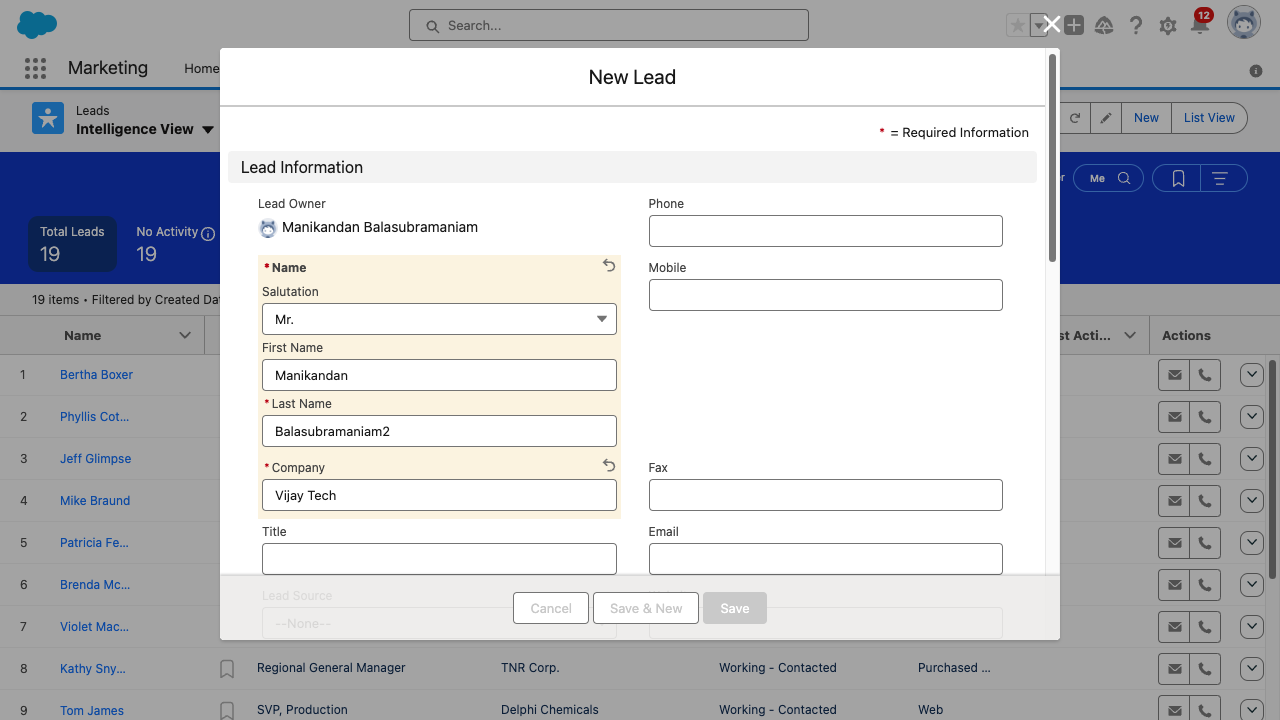 Search...
12
Marketing
Home
Leads
Intelligence View
New
List View
Me
Total Leads
19
No Activity
19
19 items • Filtered by Created Da
Name
st Acti...
Actions
1 Bertha Boxer
2 Phyllis Cot...
3 Jeff Glimpse
4 Mike Braund
5 Patricia Fe...
6 Brenda Mc...
7 Violet Mac...
8 Kathy Sny... Regional General Manager TNR Corp. Working - Contacted Purchased ...
9 Tom James SVP, Production Delphi Chemicals Working - Contacted Web
New Lead
* = Required Information
Lead Information
Lead Owner
Manikandan Balasubramaniam
Phone
*Name
Mobile
Salutation
Mr.
First Name
Manikandan
*Last Name
Balasubramaniam2
*Company
Vijay Tech
Fax
Title
Email
Lead Source
--None--
Cancel
Save & New
Save